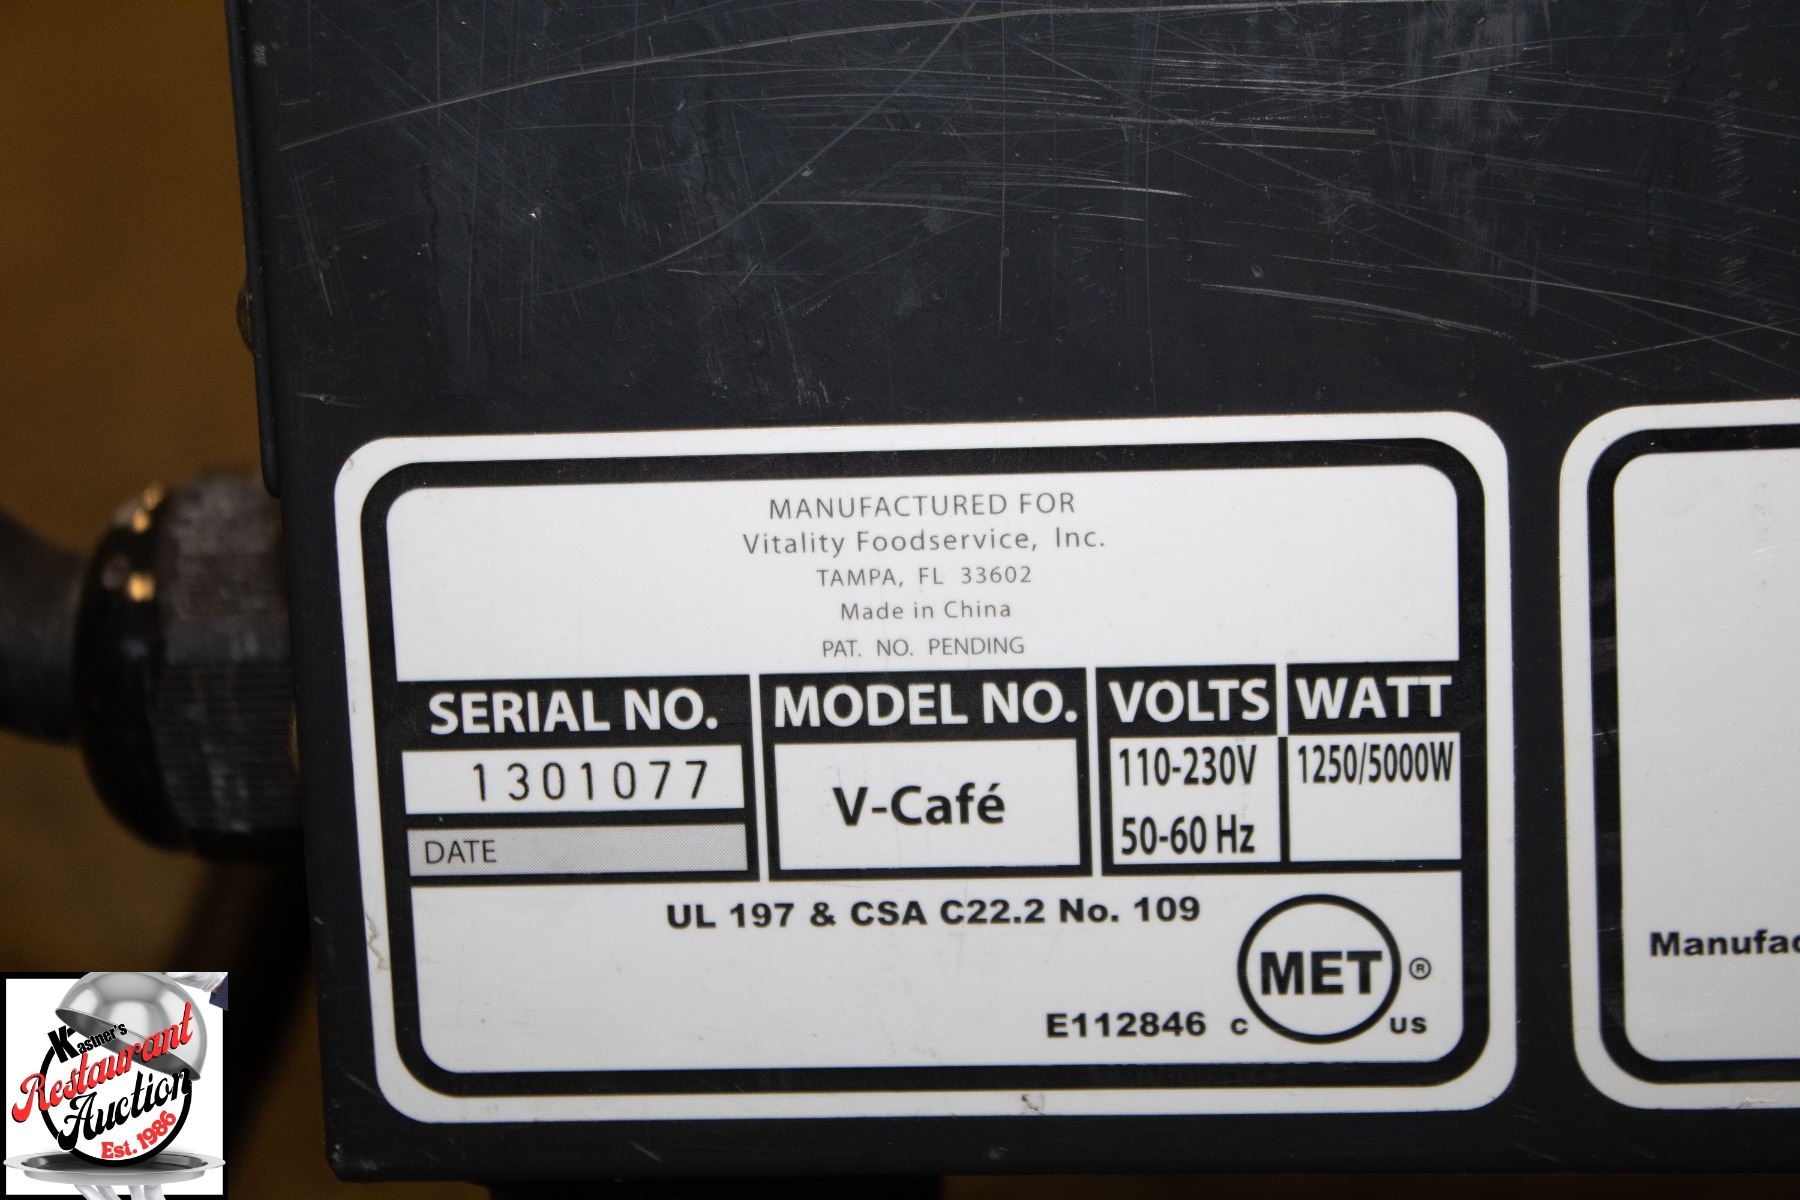 MANUFACTURED FOR
Vitality Foodservice, Inc.
TAMPA, FL 33602
Made in China
PAT. NO. PENDING
SERIAL NO. MODEL NO. VOLTS WATT
1301077 V-Café 110-230V 1250/5000W
50-60 Hz
DATE
UL 197 & CSA C22.2 No. 109
MET ®
E112846 C US
Manufac
Kastner's
Restaurant
Auction
Est. 1986